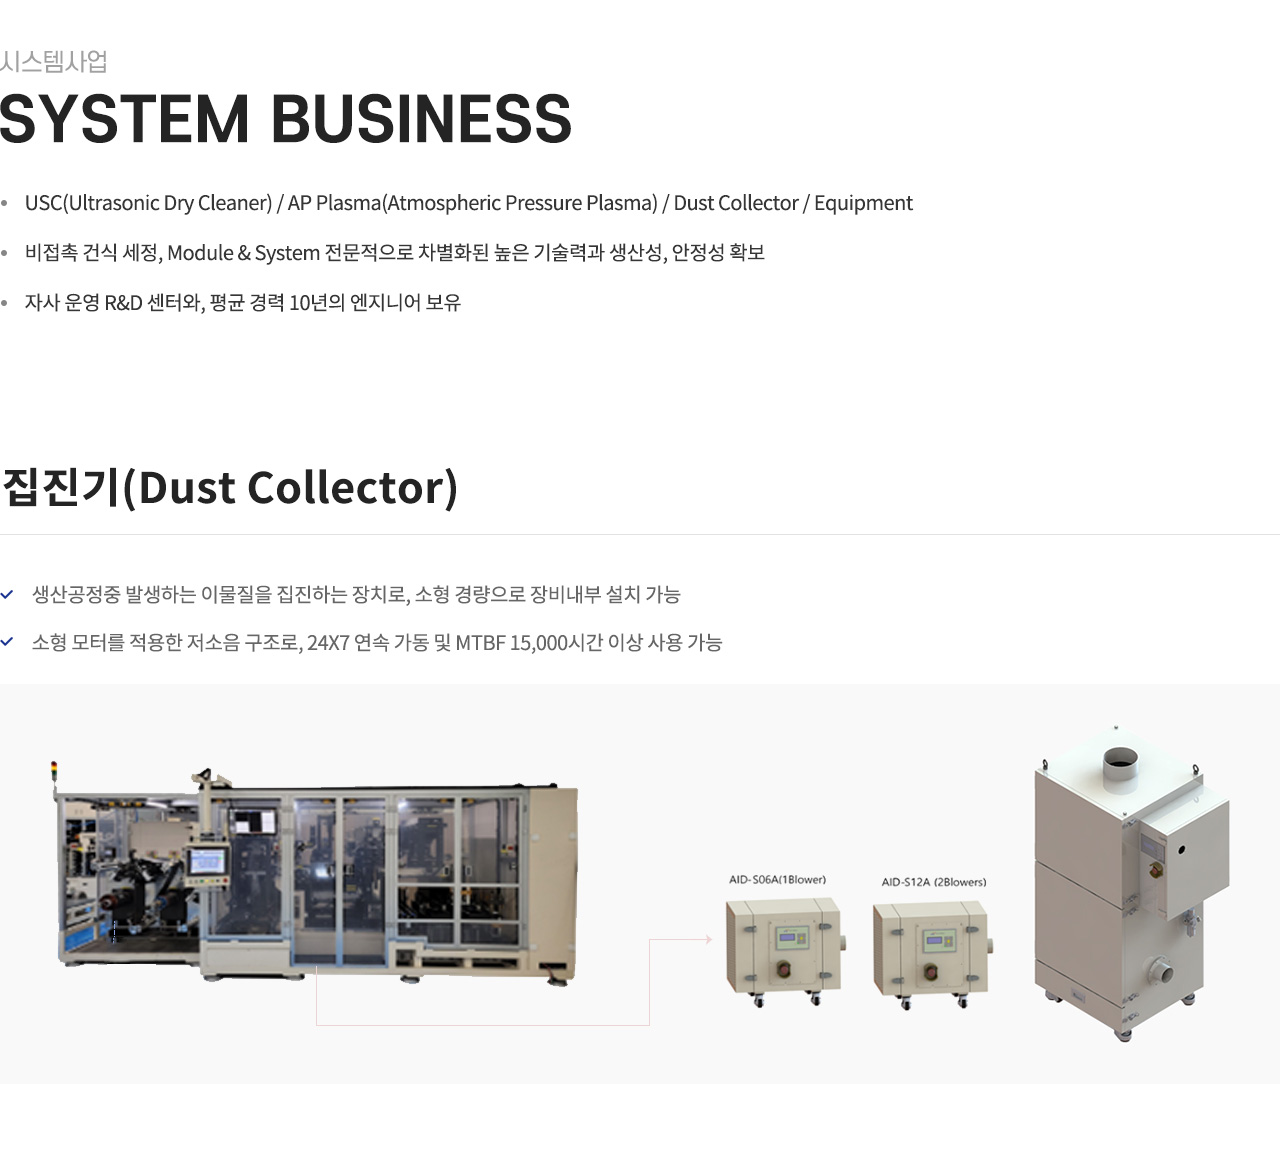 시스템사업
SYSTEM BUSINESS
USC(Ultrasonic Dry Cleaner) / AP Plasma(Atmospheric Pressure Plasma) / Dust Collector / Equipment
비접촉 건식 세정, Module & System 전문적으로 차별화된 높은 기술력과 생산성, 안정성 확보
자사 운영 R&D 센터와, 평균 경력 10년의 엔지니어 보유
집진기(Dust Collector)
생산공정중 발생하는 이물질을 집진하는 장치로, 소형 경량으로 장비내부 설치 가능
소형 모터를 적용한 저소음 구조로, 24X7 연속 가동 및 MTBF 15,000시간 이상 사용 가능
AID-S06A(1Blower)
AID-S12A (2Blowers)